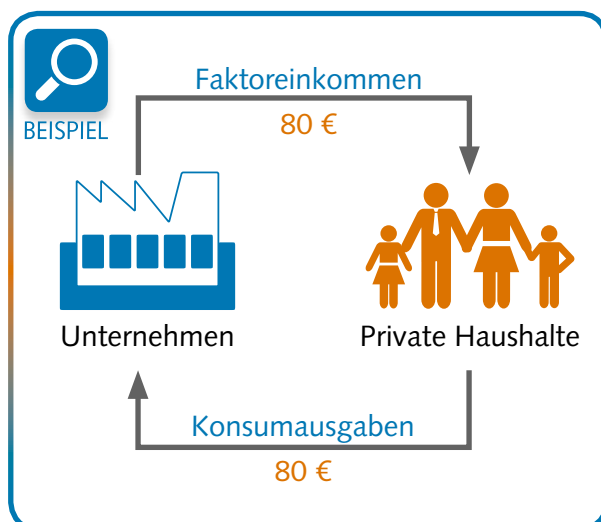 BEISPIEL
Faktoreinkommen
80 €
Unternehmen
Private Haushalte
Konsumausgaben
80 €